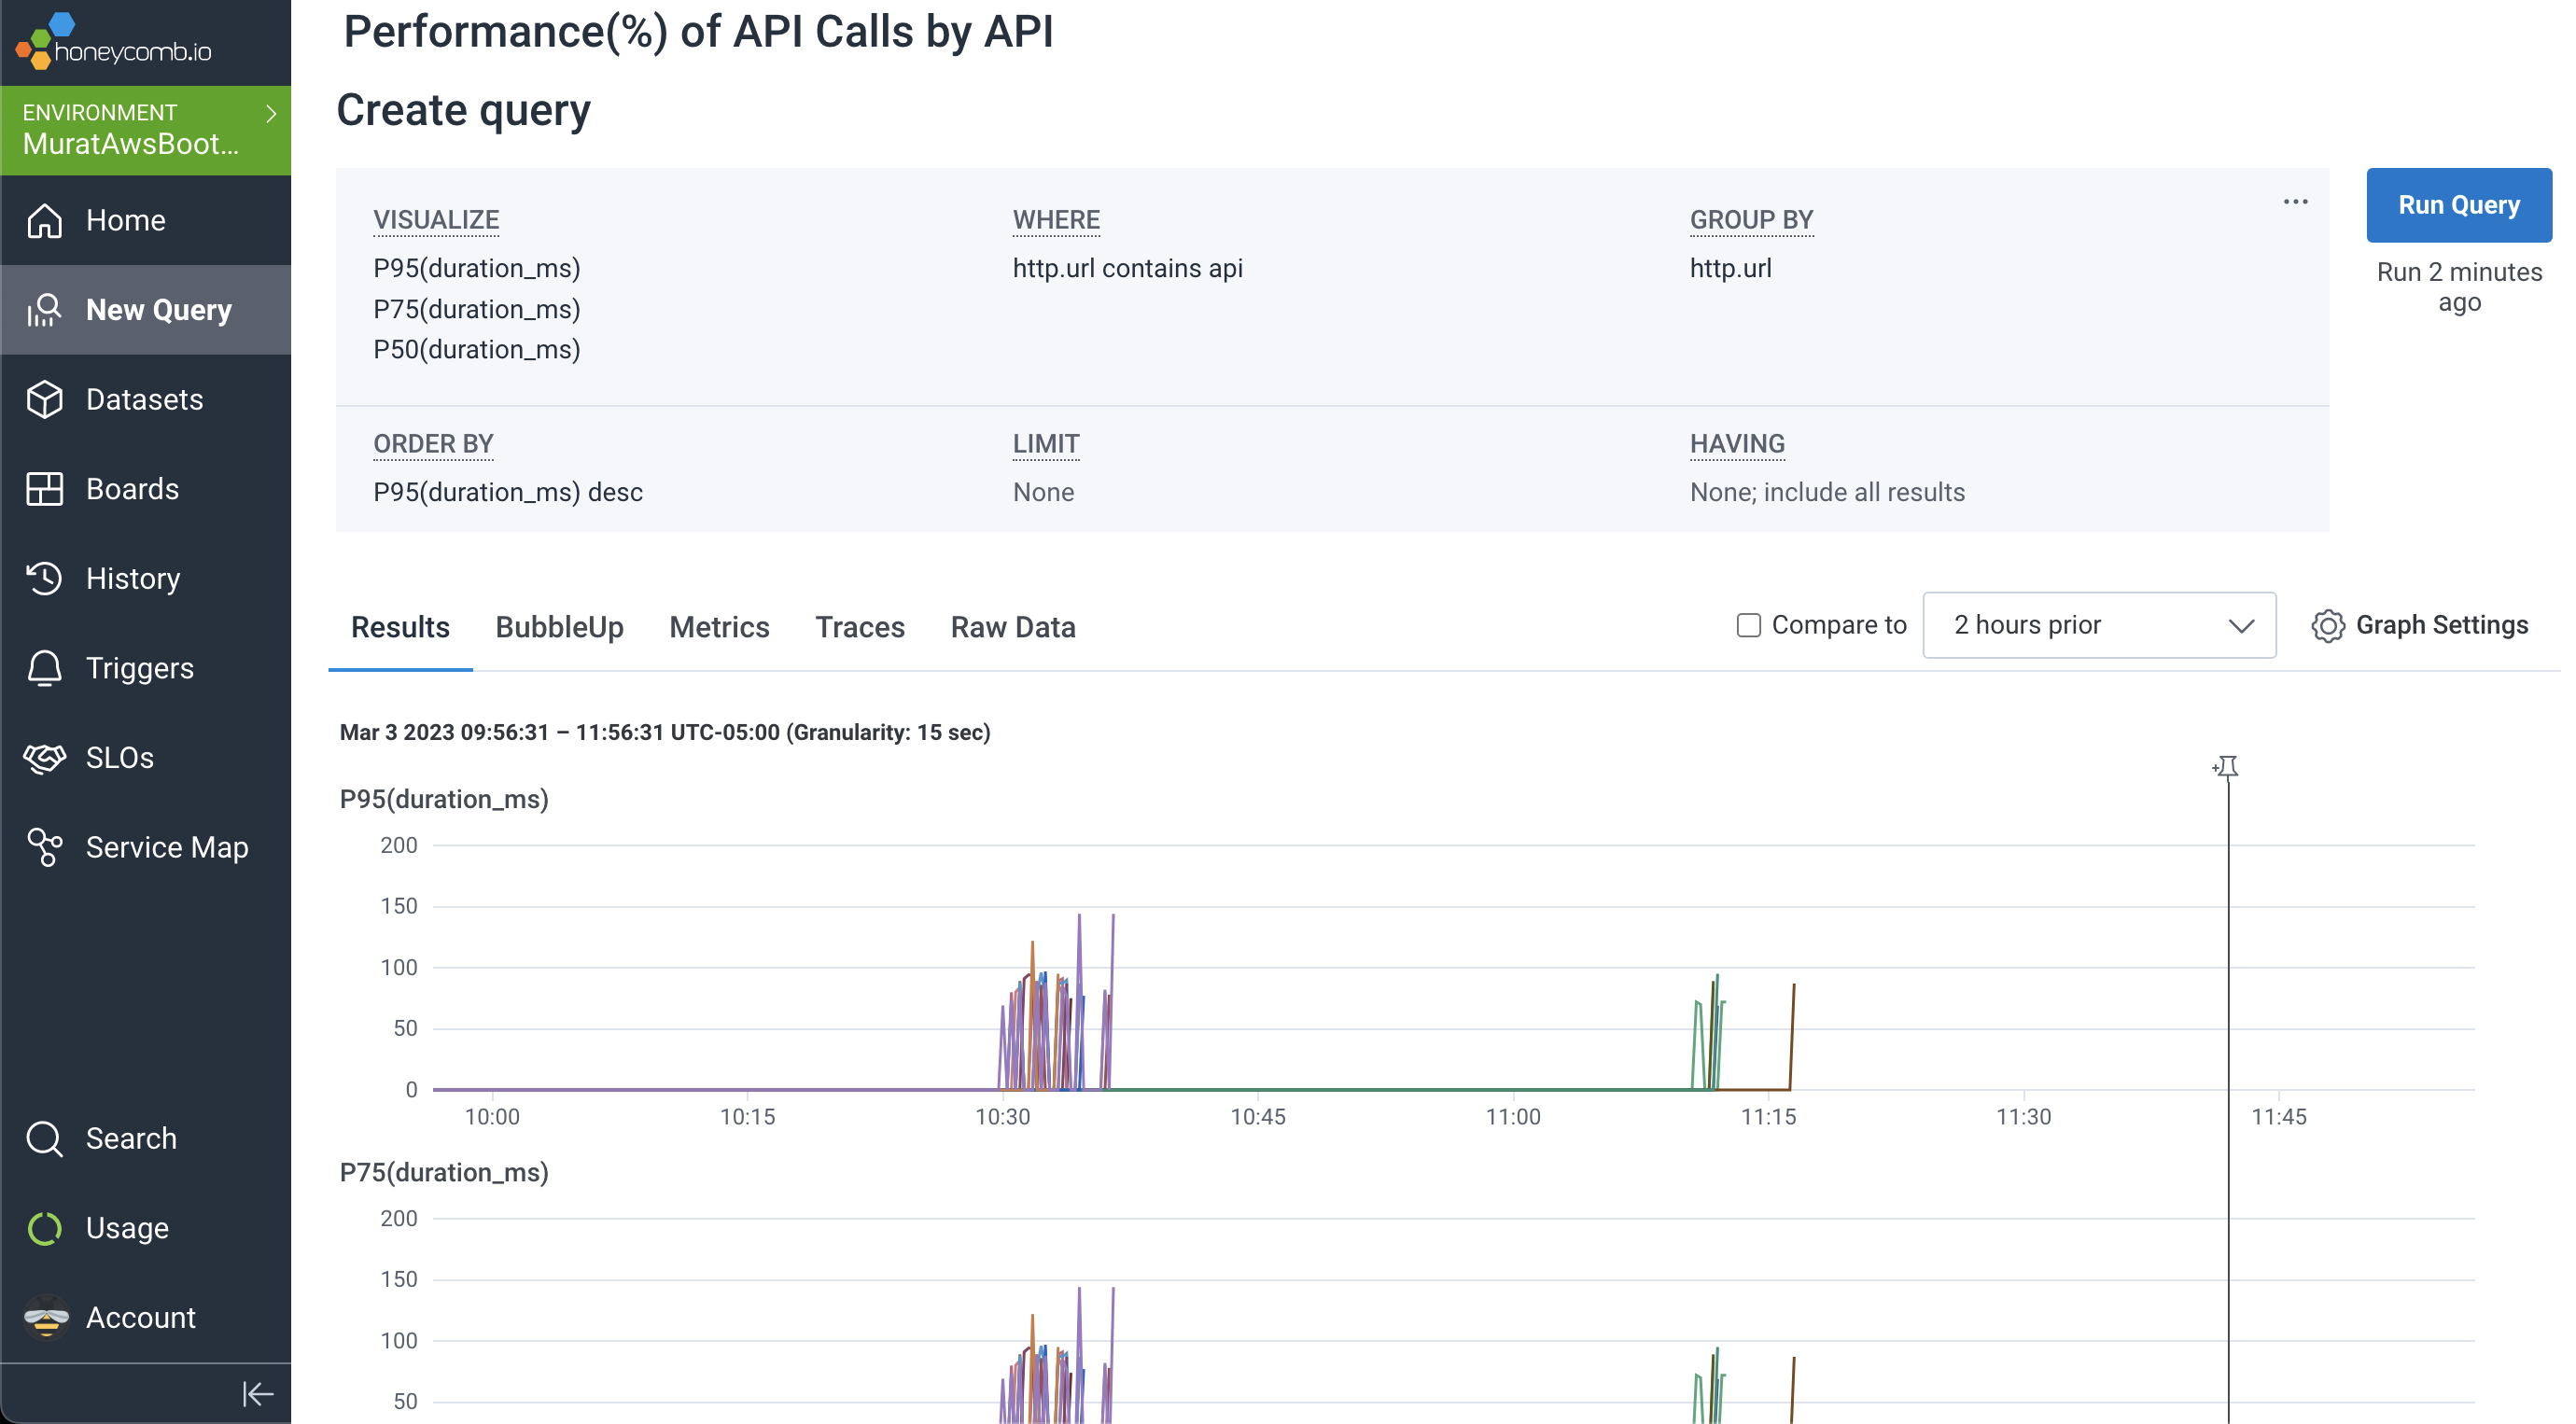 honeycomb.io
ENVIRONMENT
MuratAwsBoot...
Home
New Query
Datasets
Boards
History
Triggers
SLOs
Service Map
Search
Usage
Account
Performance(%) of API Calls by API
Create query
VISUALIZE
P95(duration_ms)
P75(duration_ms)
P50(duration_ms)
WHERE
http.url contains api
GROUP BY
http.url
ORDER BY
P95(duration_ms) desc
LIMIT
None
HAVING
None; include all results
Run Query
Run 2 minutes
ago
Results BubbleUp Metrics Traces Raw Data
Compare to 2 hours prior Graph Settings
Mar 3 2023 09:56:31 – 11:56:31 UTC-05:00 (Granularity: 15 sec)
P95(duration_ms)
200
150
100
50
0
10:00 10:15 10:30 10:45 11:00 11:15 11:30 11:45
P75(duration_ms)
200
150
100
50